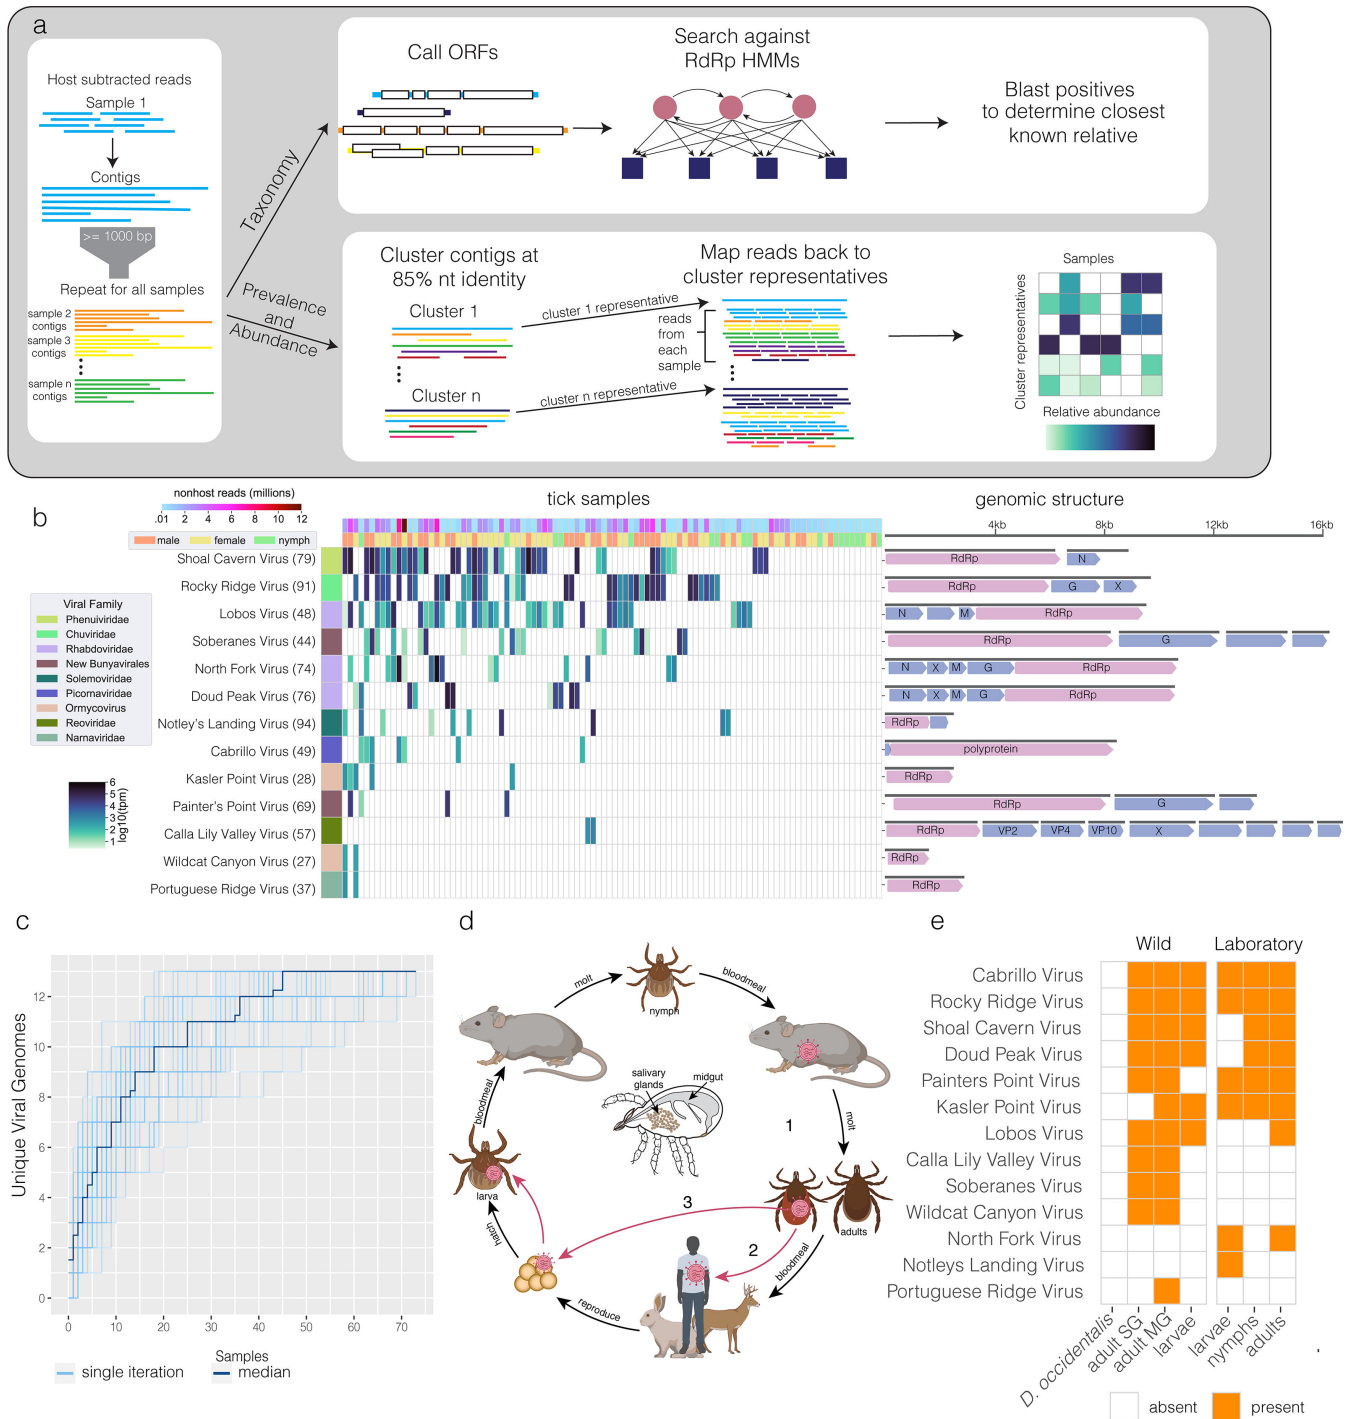 a
Host subtracted reads
Sample 1
Contigs
>= 1000 bp
Repeat for all samples
sample 2
contigs
sample 3
contigs
sample n
contigs
Taxonomy
Prevalence
and
Abundance
Call ORFs
Search against
RdRp HMMs
Blast positives
to determine closest
known relative
Cluster contigs at
85% nt identity
Cluster 1
Cluster n
cluster 1 representative
cluster n representative
Map reads back to
cluster representatives
reads
from
each
sample
Samples
Cluster representatives
Relative abundance
b
nonhost reads (millions)
.01 2 4 6 8 10 12
male female nymph
tick samples
genomic structure
4kb 8kb 12kb 16kb
Viral Family
Phenuiviridae
Chuviridae
Rhabdoviridae
New Bunyavirales
Solemoviridae
Picornaviridae
Ormycovirus
Reoviridae
Narnaviridae
6
5
4
3
2
1
log10(tpm)
Shoal Cavern Virus (79)
RdRp N
Rocky Ridge Virus (91)
RdRp G X
Lobos Virus (48)
N M RdRp
Soberanes Virus (44)
RdRp G
North Fork Virus (74)
N X M G RdRp
Doud Peak Virus (76)
N X M G RdRp
Notley's Landing Virus (94)
RdRp
Cabrillo Virus (49)
polyprotein
Kasler Point Virus (28)
RdRp
Painter's Point Virus (69)
RdRp G
Calla Lily Valley Virus (57)
RdRp VP2 VP4 VP10 X
Wildcat Canyon Virus (27)
RdRp
Portuguese Ridge Virus (37)
RdRp
c
Unique Viral Genomes
12
10
8
6
4
2
0
0 10 20 30 40 50 60 70
Samples
single iteration median
d
molt
nymph
bloodmeal
salivary
glands
midgut
1
molt
bloodmeal
larva
3
adults
2
hatch
bloodmeal
reproduce
e
Wild Laboratory
Cabrillo Virus
Rocky Ridge Virus
Shoal Cavern Virus
Doud Peak Virus
Painters Point Virus
Kasler Point Virus
Lobos Virus
Calla Lily Valley Virus
Soberanes Virus
Wildcat Canyon Virus
North Fork Virus
Notleys Landing Virus
Portuguese Ridge Virus
D. occidentalis
adult SG
adult MG
larvae
larvae
nymphs
adults
absent present